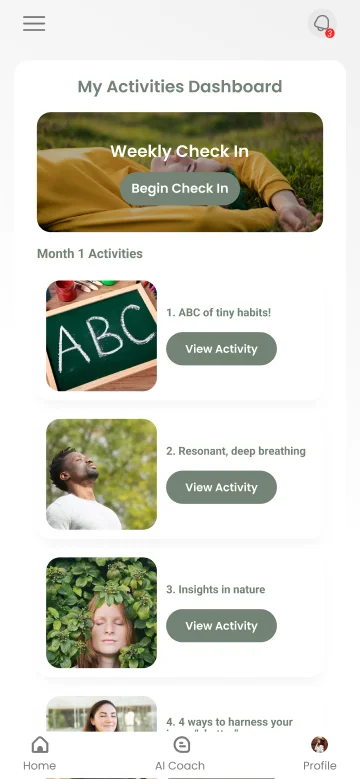 3
My Activities Dashboard
Weekly Check In
Begin Check In
Month 1 Activities
ABC
1. ABC of tiny habits!
View Activity
2. Resonant, deep breathing
View Activity
3. Insights in nature
View Activity
4. 4 ways to harness your
Home
AI Coach
Profile